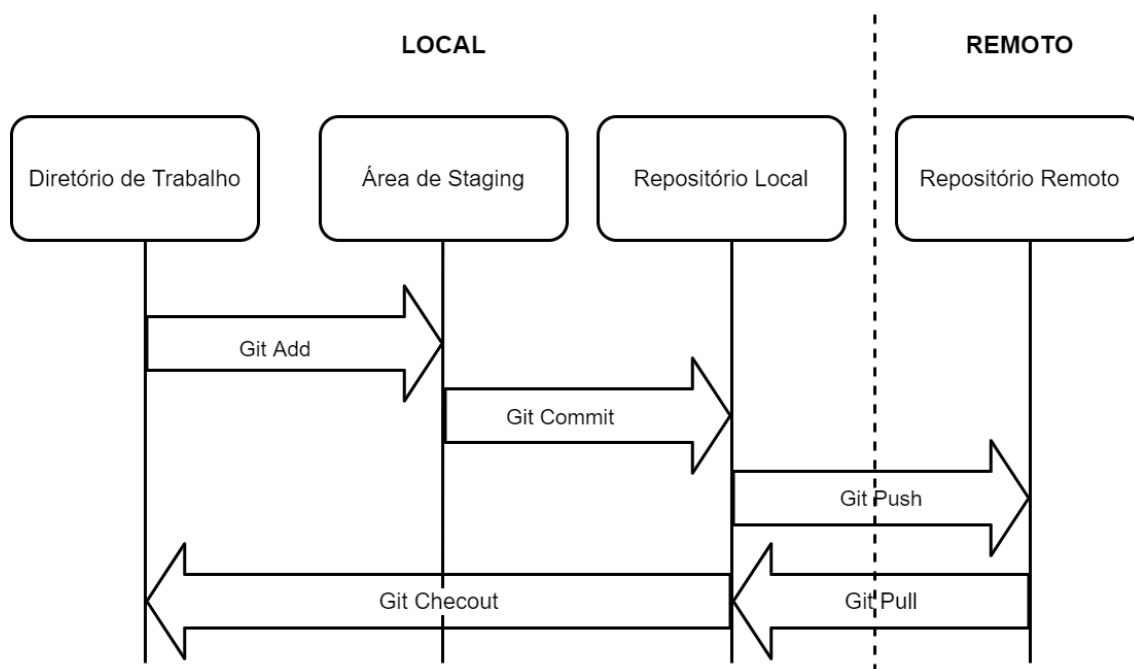 LOCAL
REMOTO
Diretório de Trabalho
Área de Staging
Repositório Local
Repositório Remoto
Git Add
Git Commit
Git Push
Git Checout
Git Pull